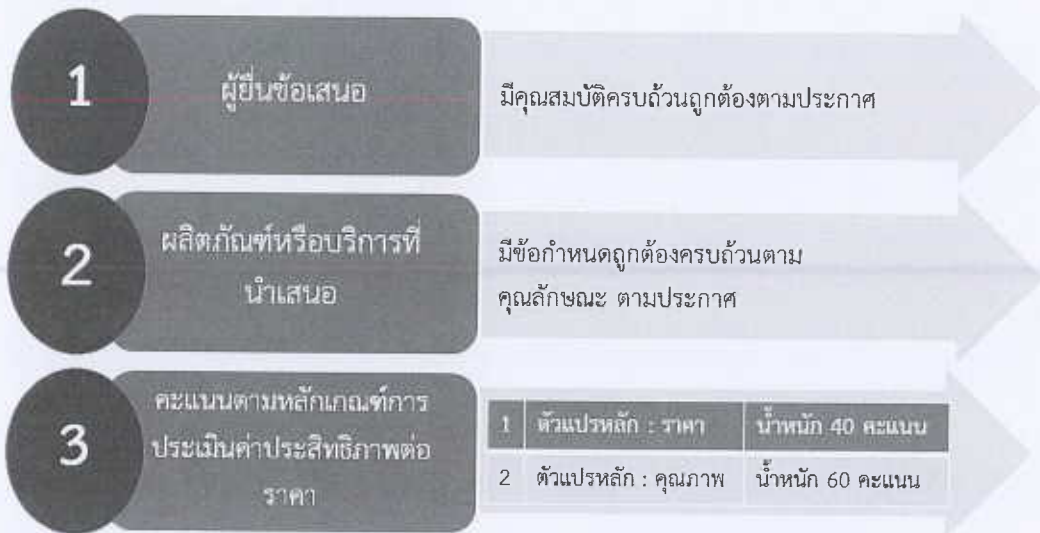 1
ผู้ยื่นข้อเสนอ
มีคุณสมบัติครบถ้วนถูกต้องตามประกาศ
2
ผลิตภัณฑ์หรือบริการที่
นำเสนอ
มีข้อกำหนดถูกต้องครบถ้วนตาม
คุณลักษณะ ตามประกาศ
3
คะแนนตามหลักเกณฑ์การ
ประเมินค่าประสิทธิภาพต่อ
ราคา
1 ตัวแปรหลัก : ราคา น้ำหนัก 40 คะแนน
2 ตัวแปรหลัก : คุณภาพ น้ำหนัก 60 คะแนน